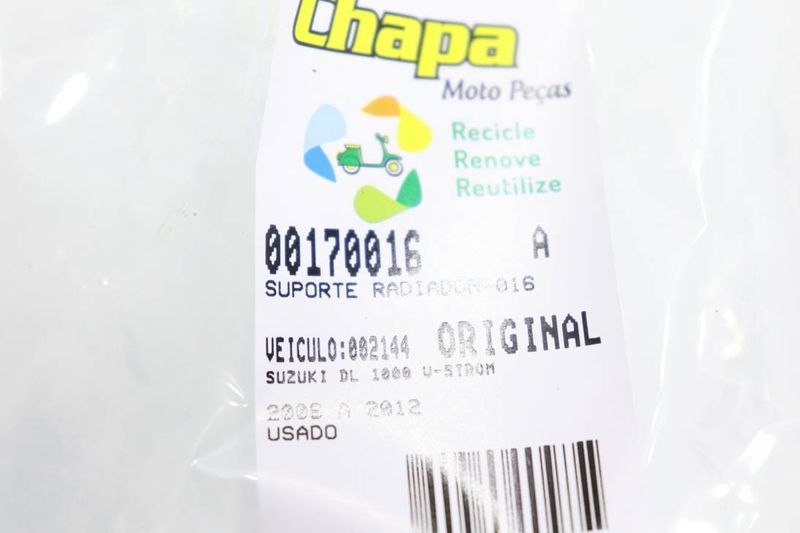 Chapa
Moto Peças
Recicle
Renove
Reutilize
00170016 A
SUPORTE RADIADOR-016
VEICULO:002144 ORIGINAL
SUZUKI DL 1000 V-STROM
2008 A 2012
USADO